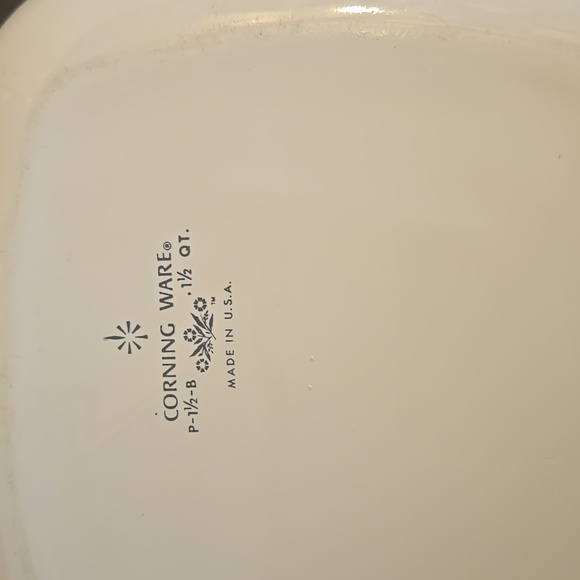 CORNING WARE®
P-1½-B · 1½ QT.
™
MADE IN U.S.A.